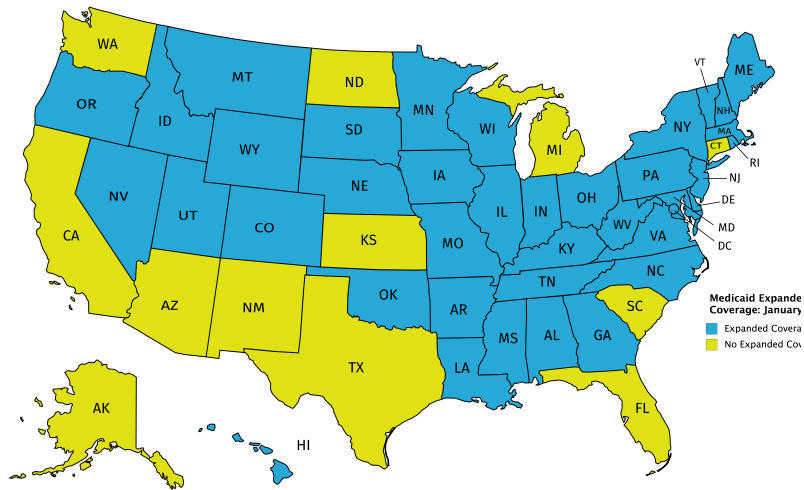 WA
MT
ND
MN
VT
ME
OR
ID
SD
WI
NH
NY
MA
WY
MI
CT
RI
IA
PA
NJ
NE
NV
UT
CO
IL
IN
OH
DE
WV
MD
CA
KS
MO
KY
VA
DC
AZ
NM
OK
AR
TN
NC
SC
MS
AL
GA
TX
LA
FL
AK
HI
Medicaid
Coverage: January
Expanded
No Expanded